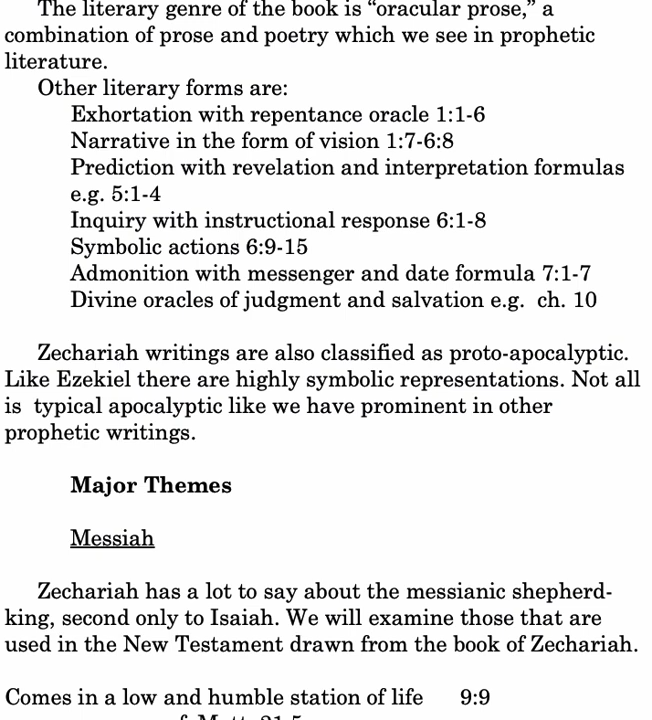 The literary genre of the book is “oracular prose,” a
combination of prose and poetry which we see in prophetic
literature.
Other literary forms are:
Exhortation with repentance oracle 1:1-6
Narrative in the form of vision 1:7-6:8
Prediction with revelation and interpretation formulas
e.g. 5:1-4
Inquiry with instructional response 6:1-8
Symbolic actions 6:9-15
Admonition with messenger and date formula 7:1-7
Divine oracles of judgment and salvation e.g.  ch. 10
Zechariah writings are also classified as proto-apocalyptic.
Like Ezekiel there are highly symbolic representations. Not all
is  typical apocalyptic like we have prominent in other
prophetic writings.
Major Themes
Messiah
Zechariah has a lot to say about the messianic shepherd-
king, second only to Isaiah. We will examine those that are
used in the New Testament drawn from the book of Zechariah.
Comes in a low and humble station of life 9:9